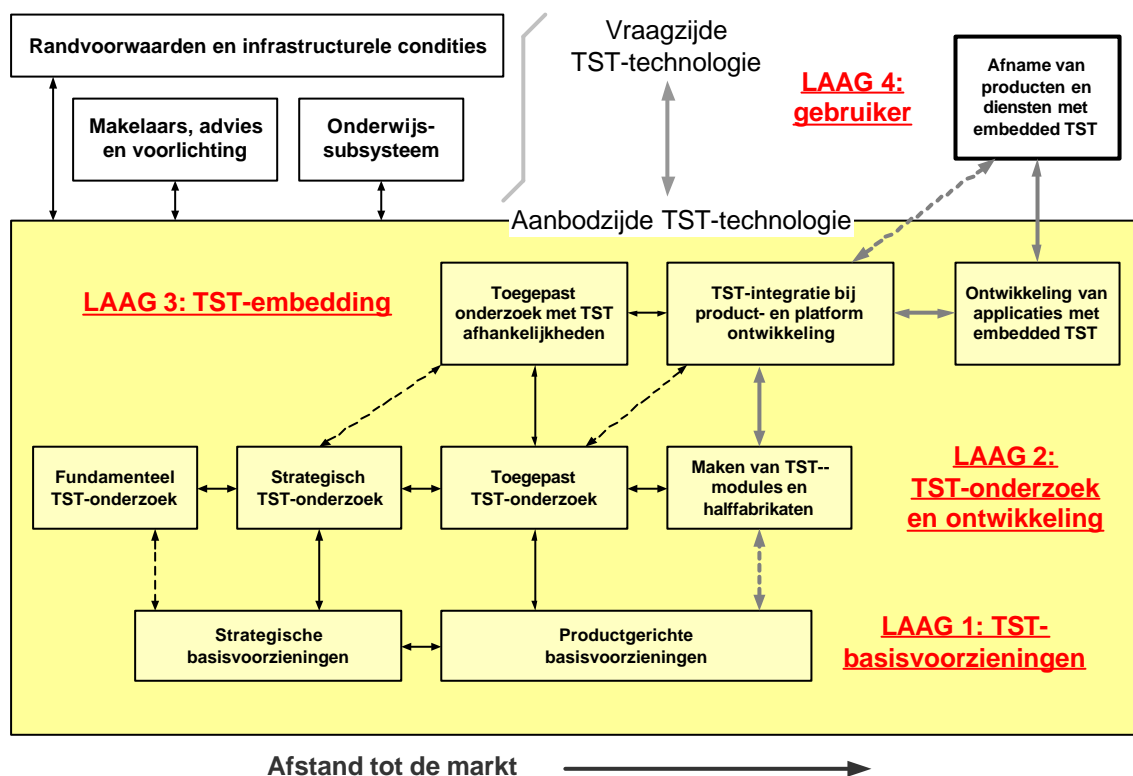 Randvoorwaarden en infrastructurele condities
Makelaars, advies
en voorlichting
Onderwijs-
subsysteem
Vraagzijde
TST-technologie
LAAG 4:
gebruiker
Afname van
producten en
diensten met
embedded TST
Aanbodzijde TST-technologie
LAAG 3: TST-embedding
Toegepast
onderzoek met TST
afhankelijkheden
TST-integratie bij
product- en platform
ontwikkeling
Ontwikkeling van
applicaties met
embedded TST
Fundamenteel
TST-onderzoek
Strategisch
TST-onderzoek
Toegepast
TST-onderzoek
Maken van TST--
modules en
halffabrikaten
LAAG 2:
TST-onderzoek
en ontwikkeling
Strategische
basisvoorzieningen
Productgerichte
basisvoorzieningen
LAAG 1: TST-
basisvoorzieningen
Afstand tot de markt